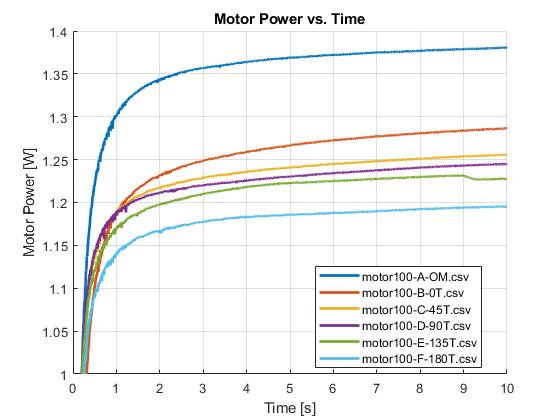 Motor Power vs. Time
Motor Power [W]
1.4
1.35
1.3
1.25
1.2
1.15
1.1
1.05
1
motor100-A-OM.csv
motor100-B-0T.csv
motor100-C-45T.csv
motor100-D-90T.csv
motor100-E-135T.csv
motor100-F-180T.csv
0 1 2 3 4 5 6 7 8 9 10
Time [s]